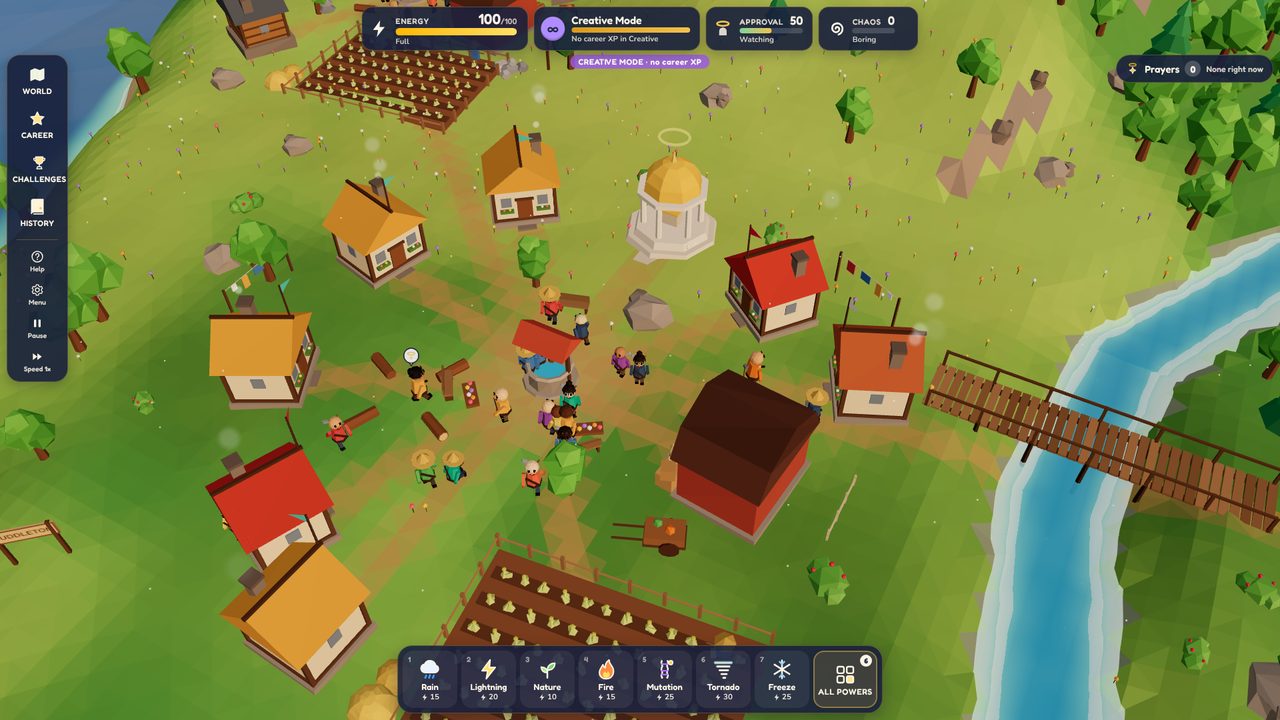 ENERGY 100/100
Full
Creative Mode
No career XP in Creative
CREATIVE MODE · no career XP
APPROVAL 50
Watching
CHAOS 0
Boring
Prayers 0 None right now
WORLD
CAREER
CHALLENGES
HISTORY
Help
Menu
Pause
Speed 1x
1
Rain
15
2
Lightning
20
3
Nature
10
4
Fire
15
5
Mutation
25
6
Tornado
30
7
Freeze
25
6
ALL POWERS